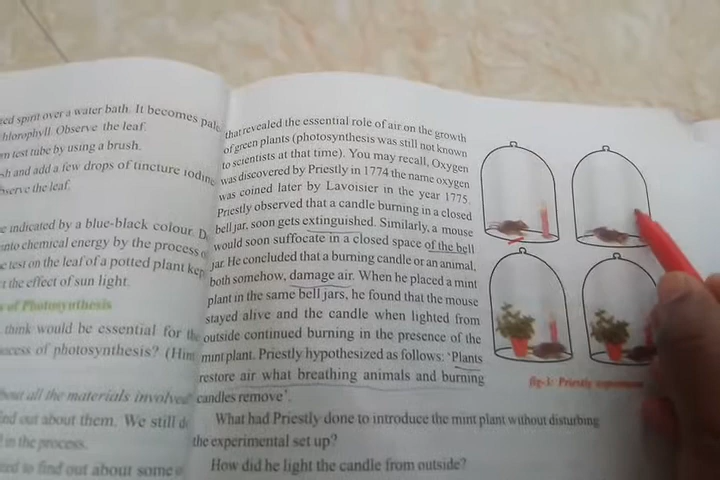 spirit over a water bath. It becomes pale
chlorophyll. Observe the leaf.
test tube by using a brush.
and add a few drops of tincture iodine
the leaf.
indicated by a blue-black colour.
into chemical energy by the process
test on the leaf of a potted plant kep
the effect of sun light.
of Photosynthesis
think would be essential for the
process of photosynthesis? (Hin
about all the materials involved
find out about them. We still do
in the process.
to find out about some
that revealed the essential role of air on the growth
of green plants (photosynthesis was still not known
to scientists at that time). You may recall, Oxygen
was discovered by Priestly in 1774 the name oxygen
was coined later by Lavoisier in the year 1775.
Priestly observed that a candle burning in a closed
bell jar, soon gets extinguished. Similarly, a mouse
would soon suffocate in a closed space of the bell
jar. He concluded that a burning candle or an animal,
both somehow, damage air. When he placed a mint
plant in the same bell jars, he found that the mouse
stayed alive and the candle when lighted from
outside continued burning in the presence of the
mint plant. Priestly hypothesized as follows: ‘Plants
restore air what breathing animals and burning
candles remove’.
What had Priestly done to introduce the mint plant without disturbing
the experimental set up?
How did he light the candle from outside?
fig-3: Priestly